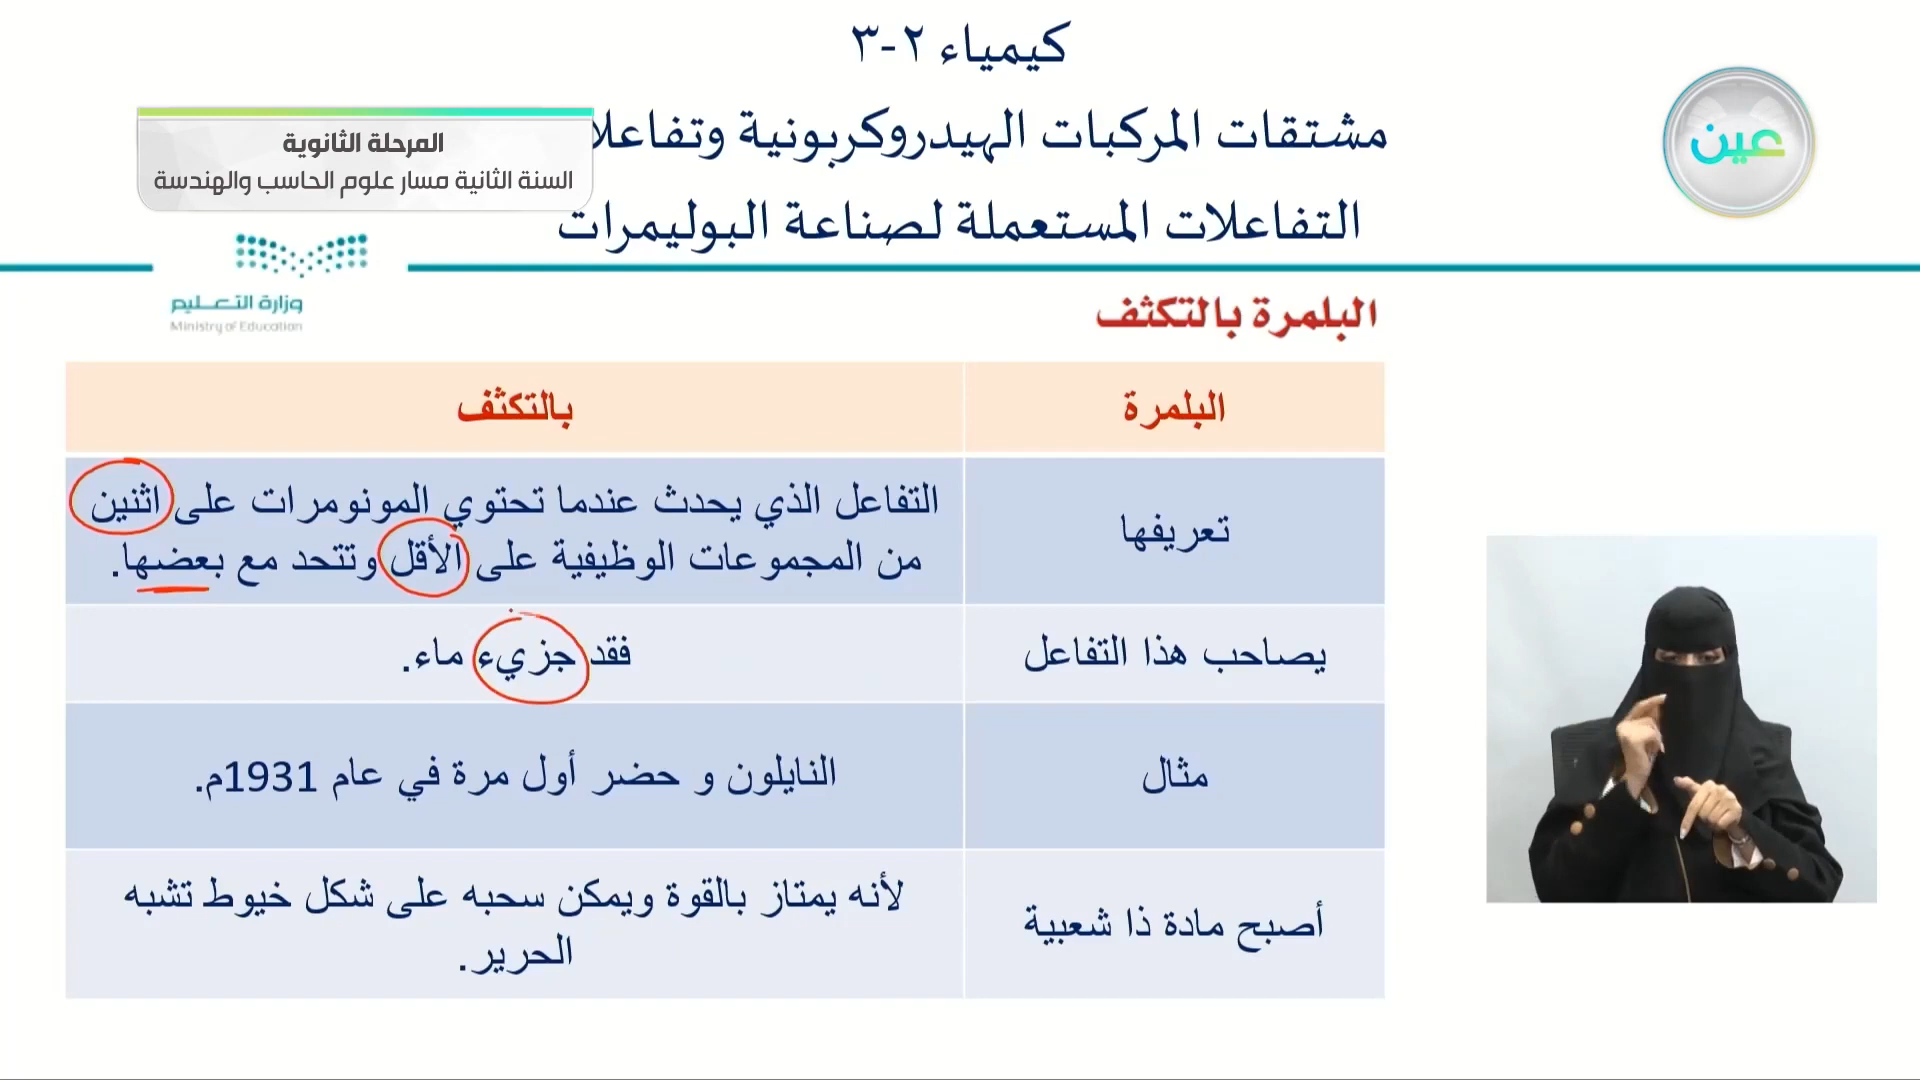 كيمياء ٢-٣
مشتقات المركبات الهيدروكربونية وتفاعلا
المرحلة الثانوية
السنة الثانية مسار علوم الحاسب والهندسة
عين
التفاعلات المستعملة لصناعة البوليمرات
وزارة التعليم
Ministry of Education
البلمرة بالتكثف
البلمرة
بالتكثف
تعريفها
التفاعل الذي يحدث عندما تحتوي المونومرات على اثنين
من المجموعات الوظيفية على الأقل وتتحد مع بعضها.
يصاحب هذا التفاعل
فقد جزيء ماء.
مثال
النايلون و حضر أول مرة في عام 1931م.
أصبح مادة ذا شعبية
لأنه يمتاز بالقوة ويمكن سحبه على شكل خيوط تشبه
الحرير.